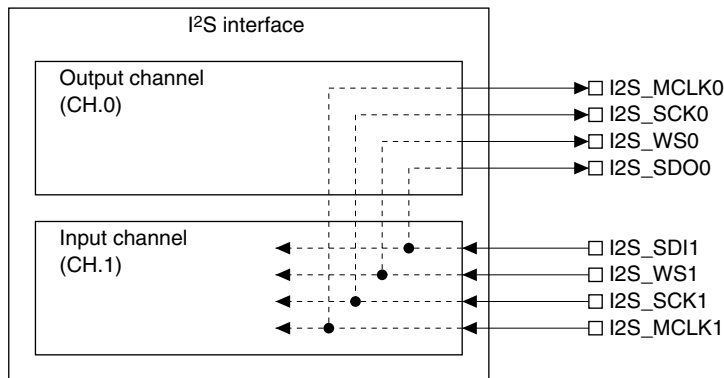 I²S interface
Output channel
(CH.0)
I2S_MCLK0
I2S_SCK0
I2S_WS0
I2S_SDO0
Input channel
(CH.1)
I2S_SDI1
I2S_WS1
I2S_SCK1
I2S_MCLK1